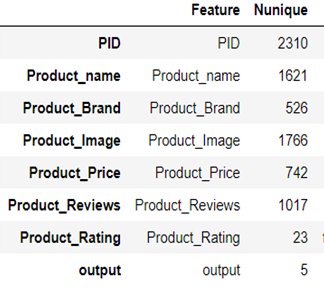 Feature Nunique
PID PID 2310
Product_name Product_name 1621
Product_Brand Product_Brand 526
Product_Image Product_Image 1766
Product_Price Product_Price 742
Product_Reviews Product_Reviews 1017
Product_Rating Product_Rating 23
output output 5